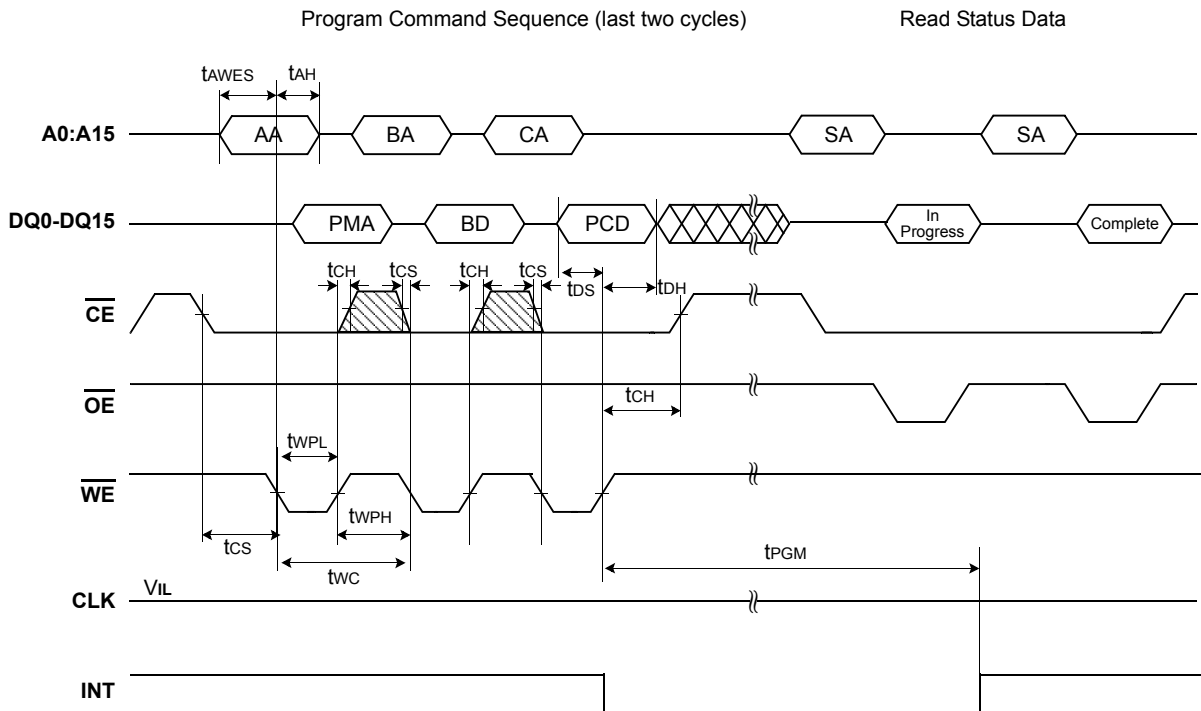 Program Command Sequence (last two cycles) Read Status Data
tAWES tAH
A0:A15 AA BA CA SA SA
DQ0-DQ15 PMA BD PCD In Progress Complete
tCH tCS tCH tCS tDS tDH
CE
OE tCH
tWPL
WE
tWPH
tCS tWC tPGM
CLK VIL
INT